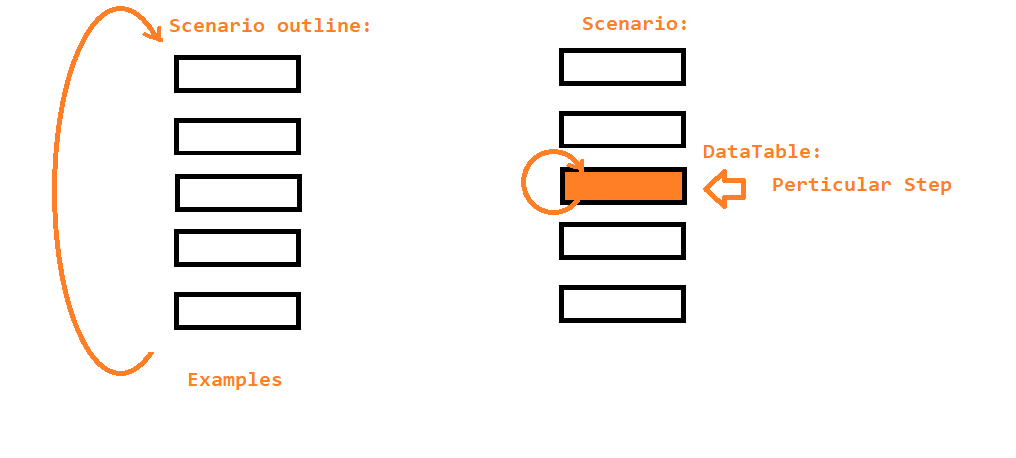 Scenario outline:
Examples
Scenario:
DataTable:
Perticular Step